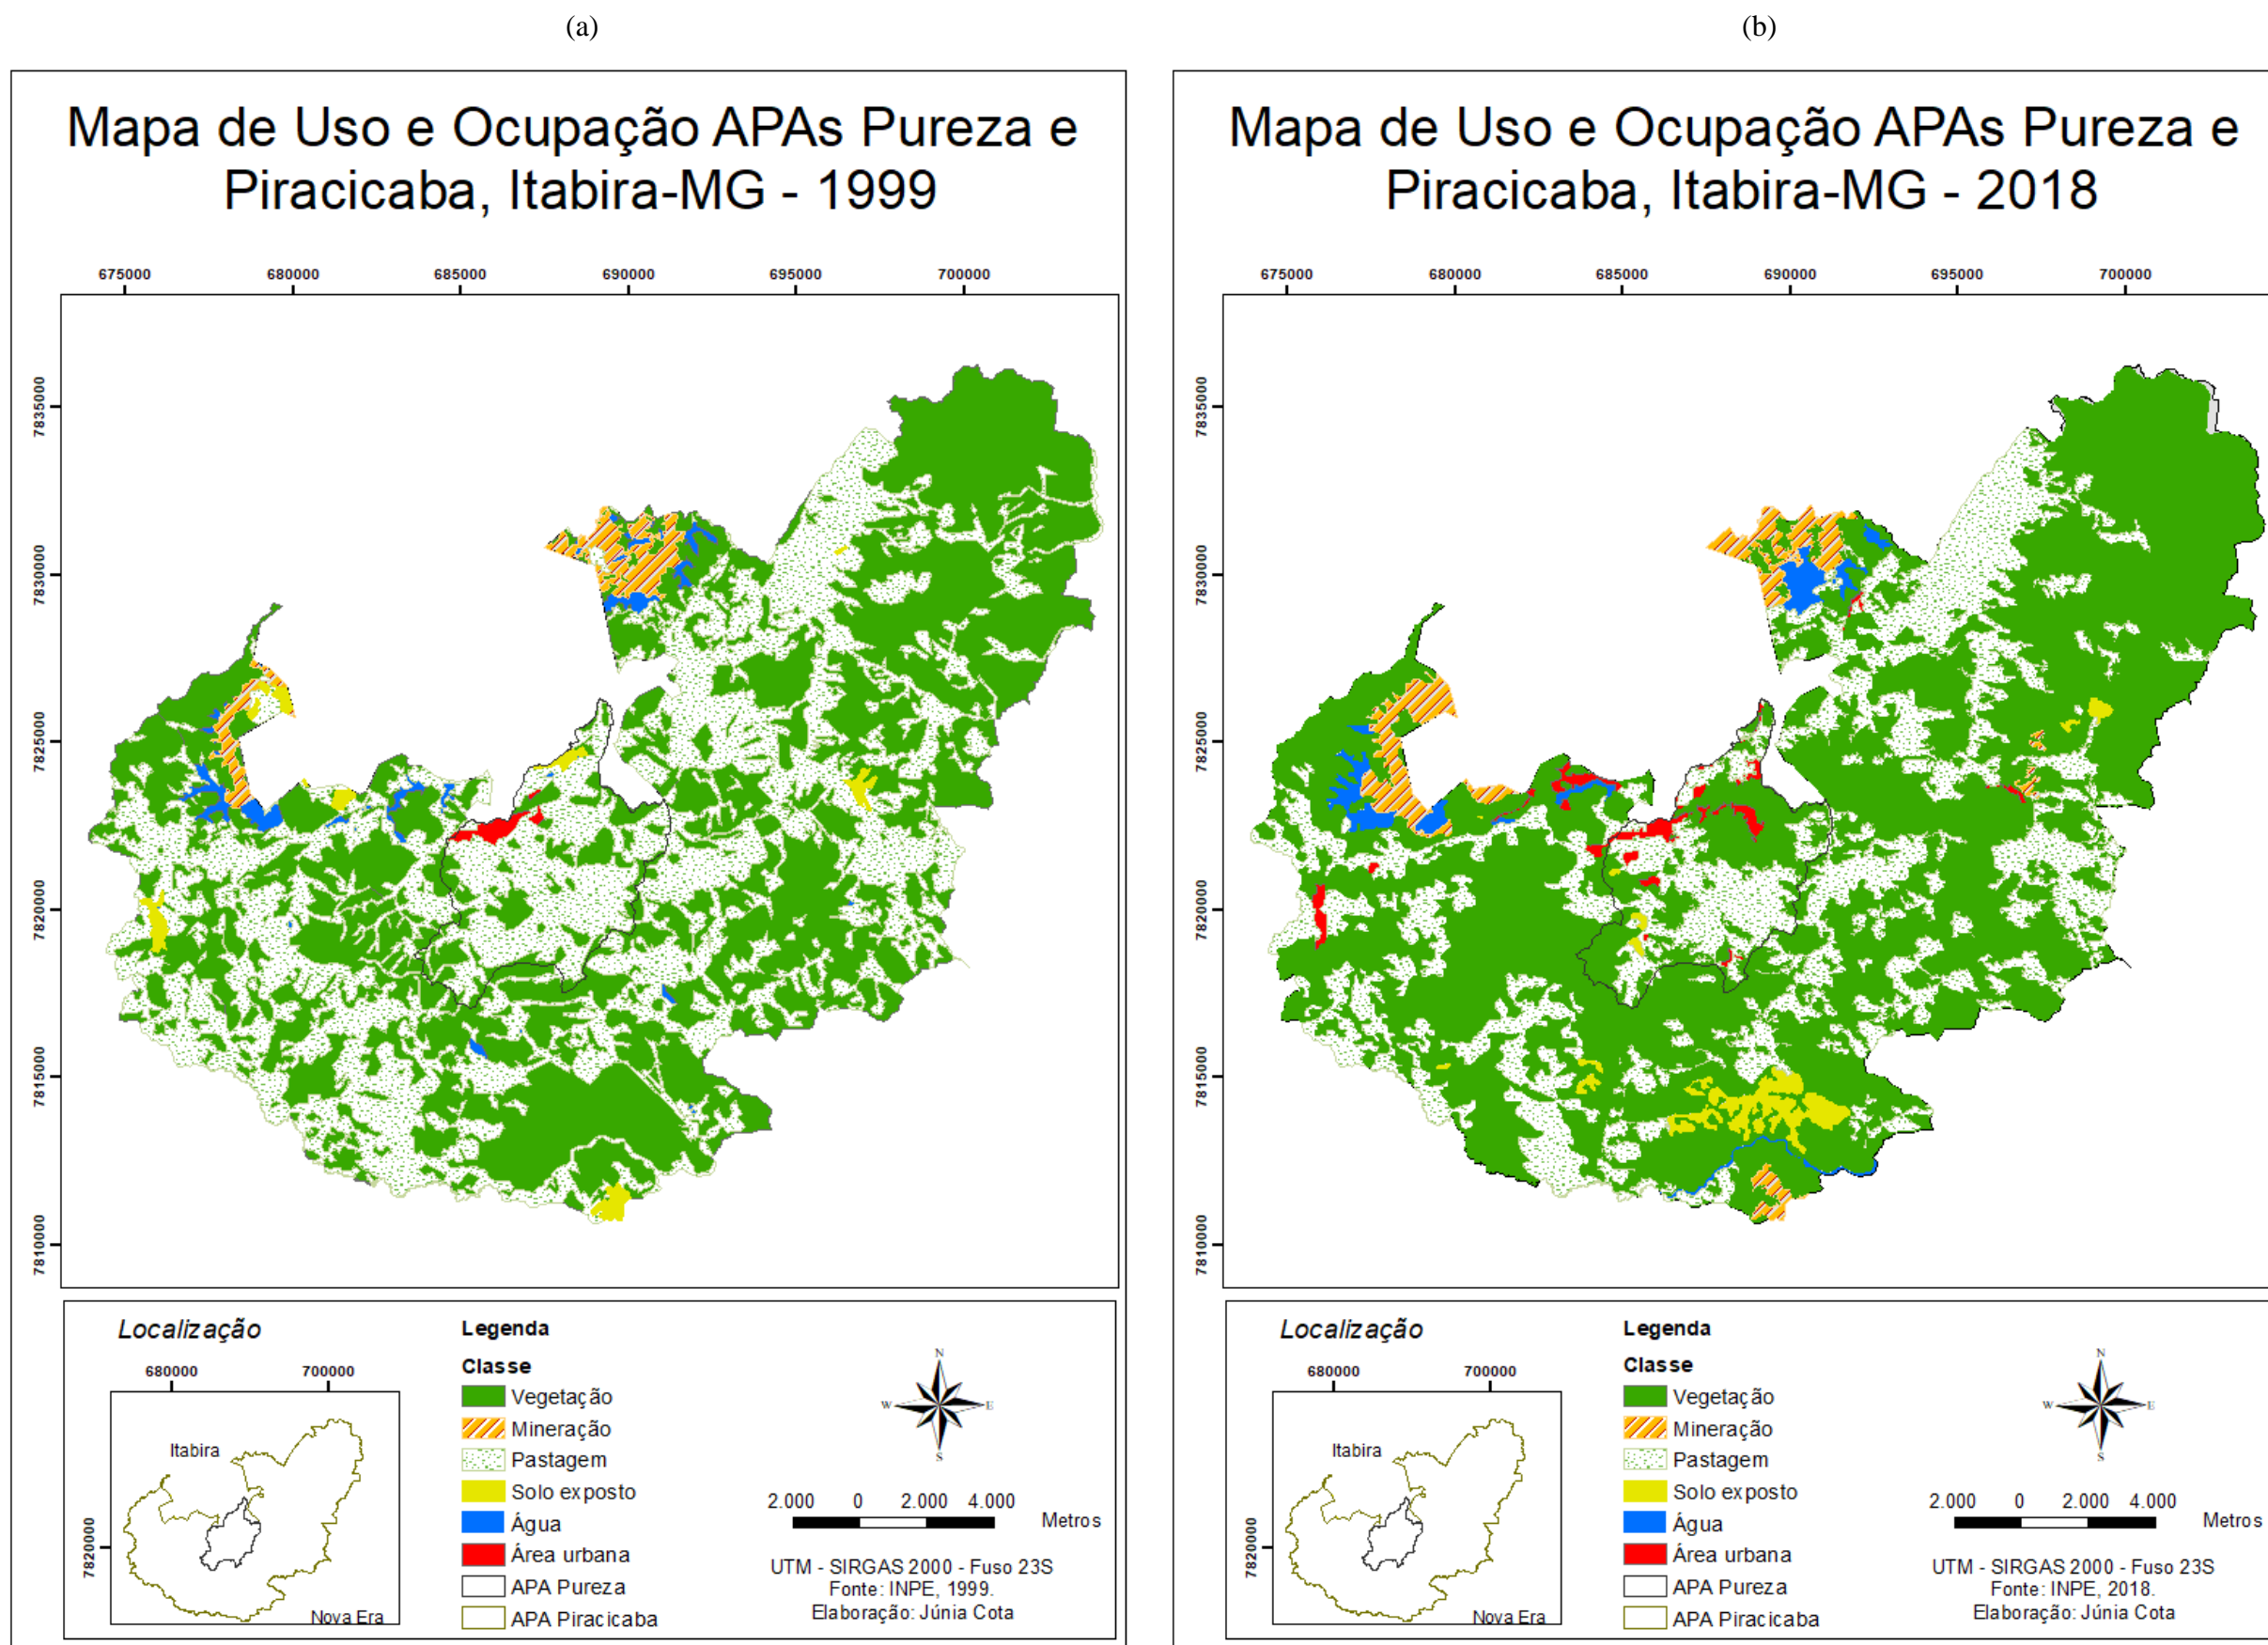 (a)
Mapa de Uso e Ocupação APAs Pureza e
Piracicaba, Itabira-MG - 1999
675000 680000 685000 690000 695000 700000
7835000
7830000
7825000
7820000
7815000
7810000
Localização
680000 700000
7820000
Itabira
Nova Era
Legenda
Classe
Vegetação
Mineração
Pastagem
Solo exposto
Água
Área urbana
APA Pureza
APA Piracicaba
N
W E
S
2.000 0 2.000 4.000
Metros
UTM - SIRGAS 2000 - Fuso 23S
Fonte: INPE, 1999.
Elaboração: Júnia Cota
(b)
Mapa de Uso e Ocupação APAs Pureza e
Piracicaba, Itabira-MG - 2018
675000 680000 685000 690000 695000 700000
7835000
7830000
7825000
7820000
7815000
7810000
Localização
680000 700000
7820000
Itabira
Nova Era
Legenda
Classe
Vegetação
Mineração
Pastagem
Solo exposto
Água
Área urbana
APA Pureza
APA Piracicaba
N
W E
S
2.000 0 2.000 4.000
Metros
UTM - SIRGAS 2000 - Fuso 23S
Fonte: INPE, 2018.
Elaboração: Júnia Cota